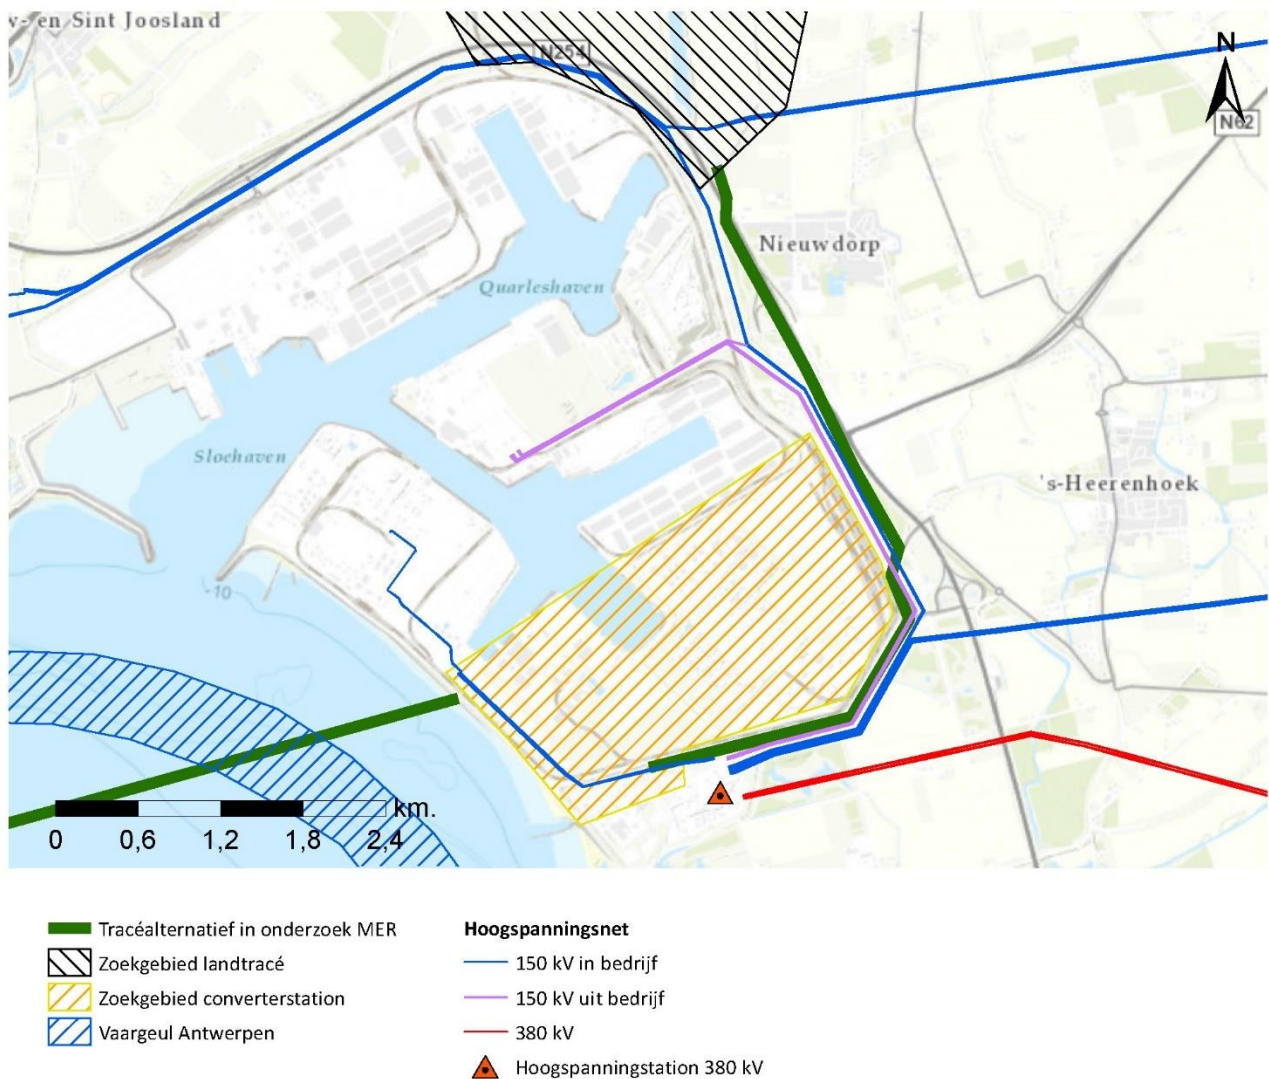 w- en Sint Joosland
N254
N
N62
Nieuwdorp
Quarleshaven
Sloehaven
's-Heerenhoek
-10
km.
0 0,6 1,2 1,8 2,4
Tracéalternatief in onderzoek MER
Zoekgebied landtracé
Zoekgebied converterstation
Vaargeul Antwerpen
Hoogspanningsnet
150 kV in bedrijf
150 kV uit bedrijf
380 kV
Hoogspanningstation 380 kV